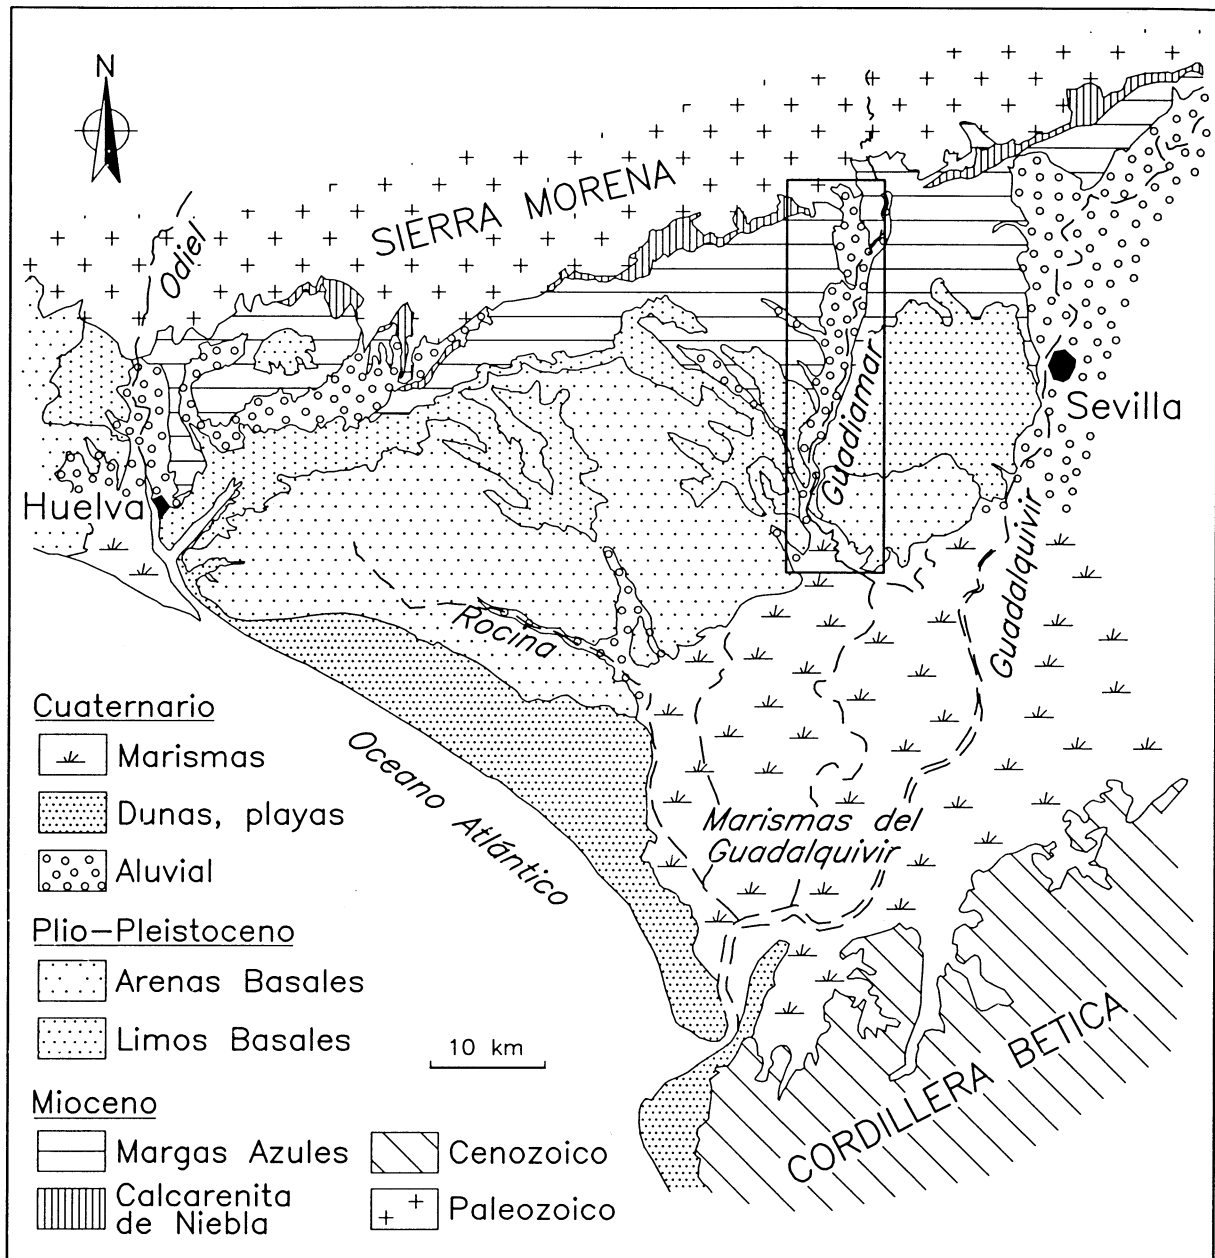 N
SIERRA MORENA
Odiel
Guadiamar
Sevilla
Huelva
Guadalquivir
Rocina
Oceano Atlántico
Marismas del
Guadalquivir
CORDILLERA BETICA
Cuaternario
Marismas
Dunas, playas
Aluvial
Plio-Pleistoceno
Arenas Basales
Limos Basales
10 km
Mioceno
Margas Azules
Calcarenita
de Niebla
Cenozoico
Paleozoico